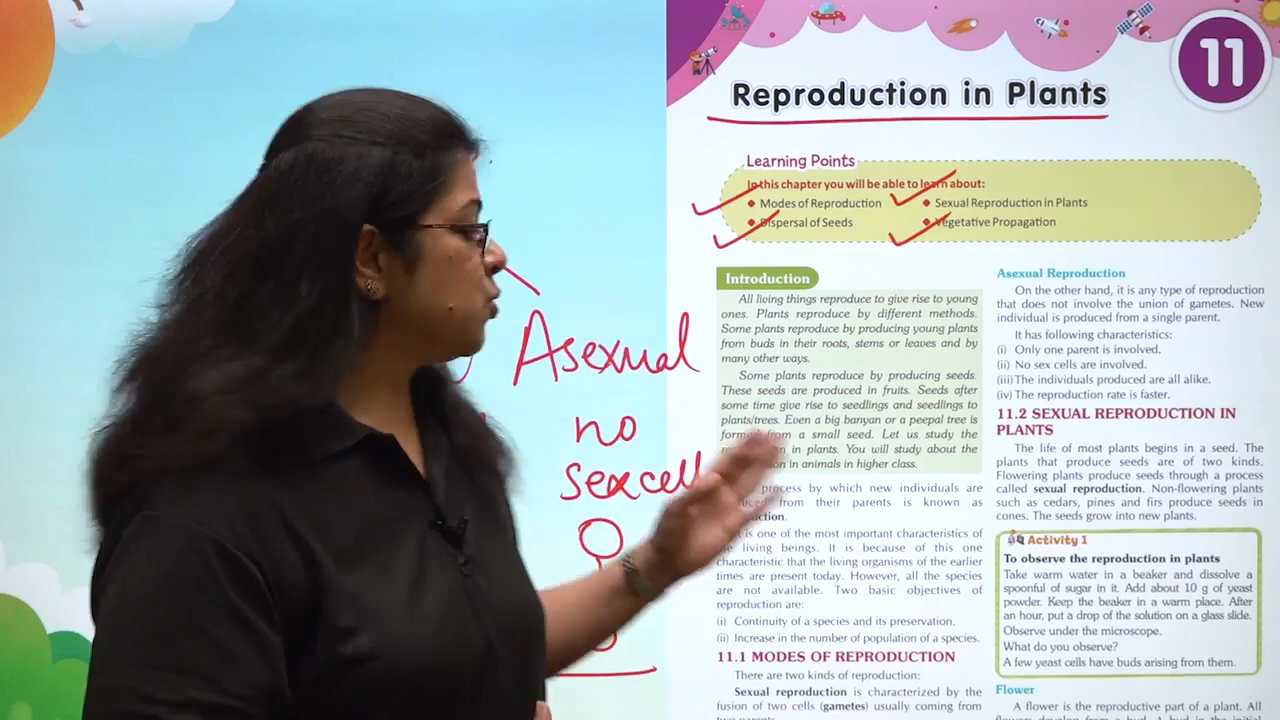 11
Reproduction in Plants
Learning Points
In this chapter you will be able to learn about:
◆ Modes of Reproduction
◆ Sexual Reproduction in Plants
◆ Dispersal of Seeds
◆ Vegetative Propagation
Asexual
no
sexcell
Introduction
All living things reproduce to give rise to young
ones. Plants reproduce by different methods.
Some plants reproduce by producing young plants
from buds in their roots, stems or leaves and by
many other ways.
Some plants reproduce by producing seeds.
These seeds are produced in fruits. Seeds after
some time give rise to seedlings and seedlings to
plants/trees. Even a big banyan or a peepal tree is
formed from a small seed. Let us study the
in plants. You will study about the
in animals in higher class.
process by which new individuals are
from their parents is known as
is one of the most important characteristics of
living beings. It is because of this one
characteristic that the living organisms of the earlier
times are present today. However, all the species
are not available. Two basic objectives of
reproduction are:
(i) Continuity of a species and its preservation.
(ii) Increase in the number of population of a species.
11.1 MODES OF REPRODUCTION
There are two kinds of reproduction:
Sexual reproduction is characterized by the
fusion of two cells (gametes) usually coming from
two parents.
Asexual Reproduction
On the other hand, it is any type of reproduction
that does not involve the union of gametes. New
individual is produced from a single parent.
It has following characteristics:
(i) Only one parent is involved.
(ii) No sex cells are involved.
(iii) The individuals produced are all alike.
(iv) The reproduction rate is faster.
11.2 SEXUAL REPRODUCTION IN
PLANTS
The life of most plants begins in a seed. The
plants that produce seeds are of two kinds.
Flowering plants produce seeds through a process
called sexual reproduction. Non-flowering plants
such as cedars, pines and firs produce seeds in
cones. The seeds grow into new plants.
Activity 1
To observe the reproduction in plants
Take warm water in a beaker and dissolve a
spoonful of sugar in it. Add about 10 g of yeast
powder. Keep the beaker in a warm place. After
an hour, put a drop of the solution on a glass slide.
Observe under the microscope.
What do you observe?
A few yeast cells have buds arising from them.
Flower
A flower is the reproductive part of a plant. All